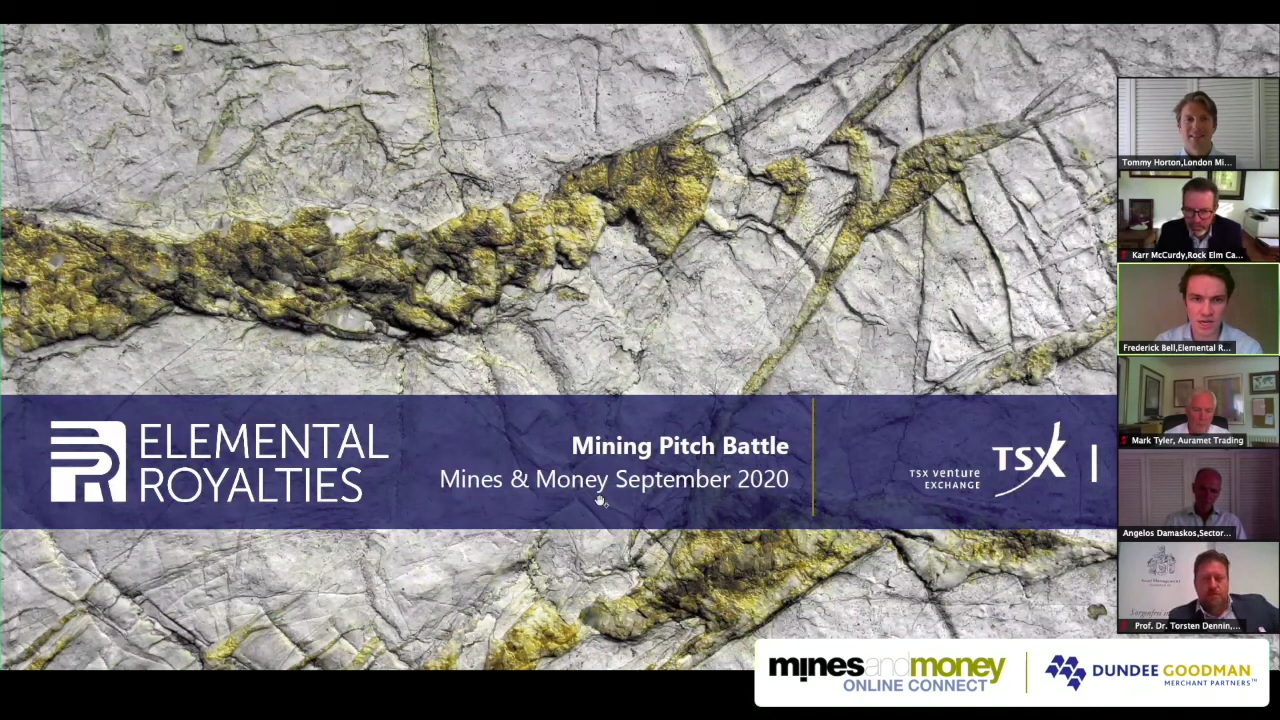 ELEMENTAL
ROYALTIES
Mining Pitch Battle
Mines & Money September 2020
TSX venture
EXCHANGE
TSX
Tommy Horton,London Mi...
Karr McCurdy,Rock Elm Ca...
Frederick Bell,Elemental R...
Mark Tyler, Auramet Trading
Angelos Damaskos,Sector...
Prof. Dr. Torsten Dennin,...
minesandmoney
ONLINE CONNECT
DUNDEE GOODMAN
MERCHANT PARTNERS™